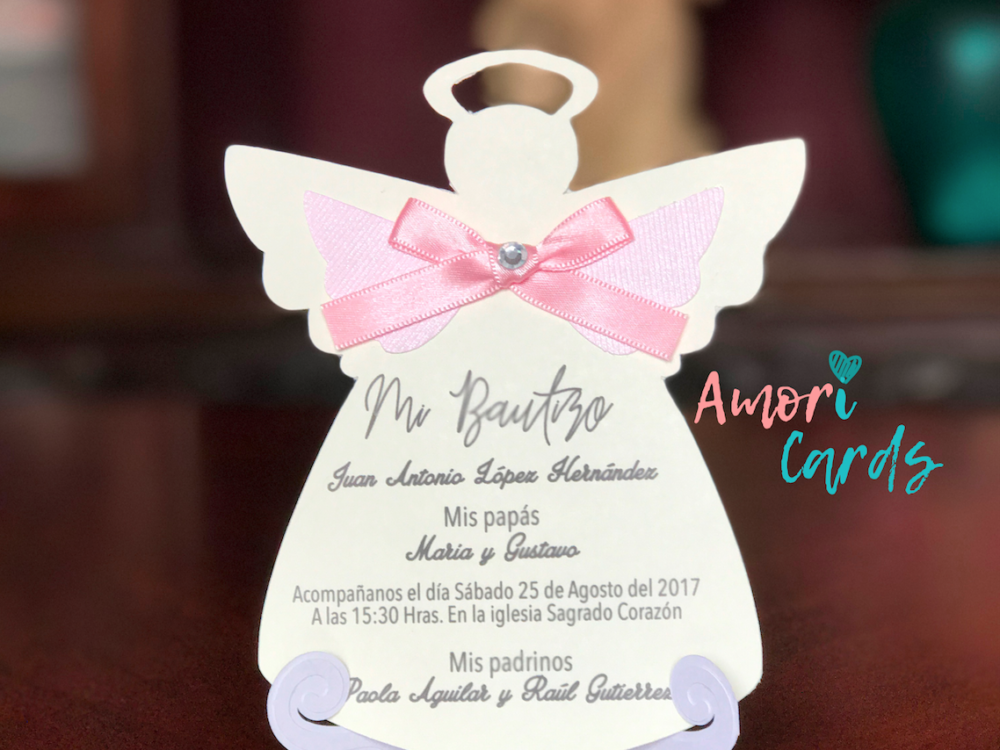 Mi Bautizo
Juan Antonio López Hernández
Mis papás
Maria y Gustavo
Acompañanos el día Sábado 25 de Agosto del 2017
A las 15:30 Hras. En la iglesia Sagrado Corazón
Mis padrinos
Paola Aguilar y Raúl Gutierrez
Amori
Cards